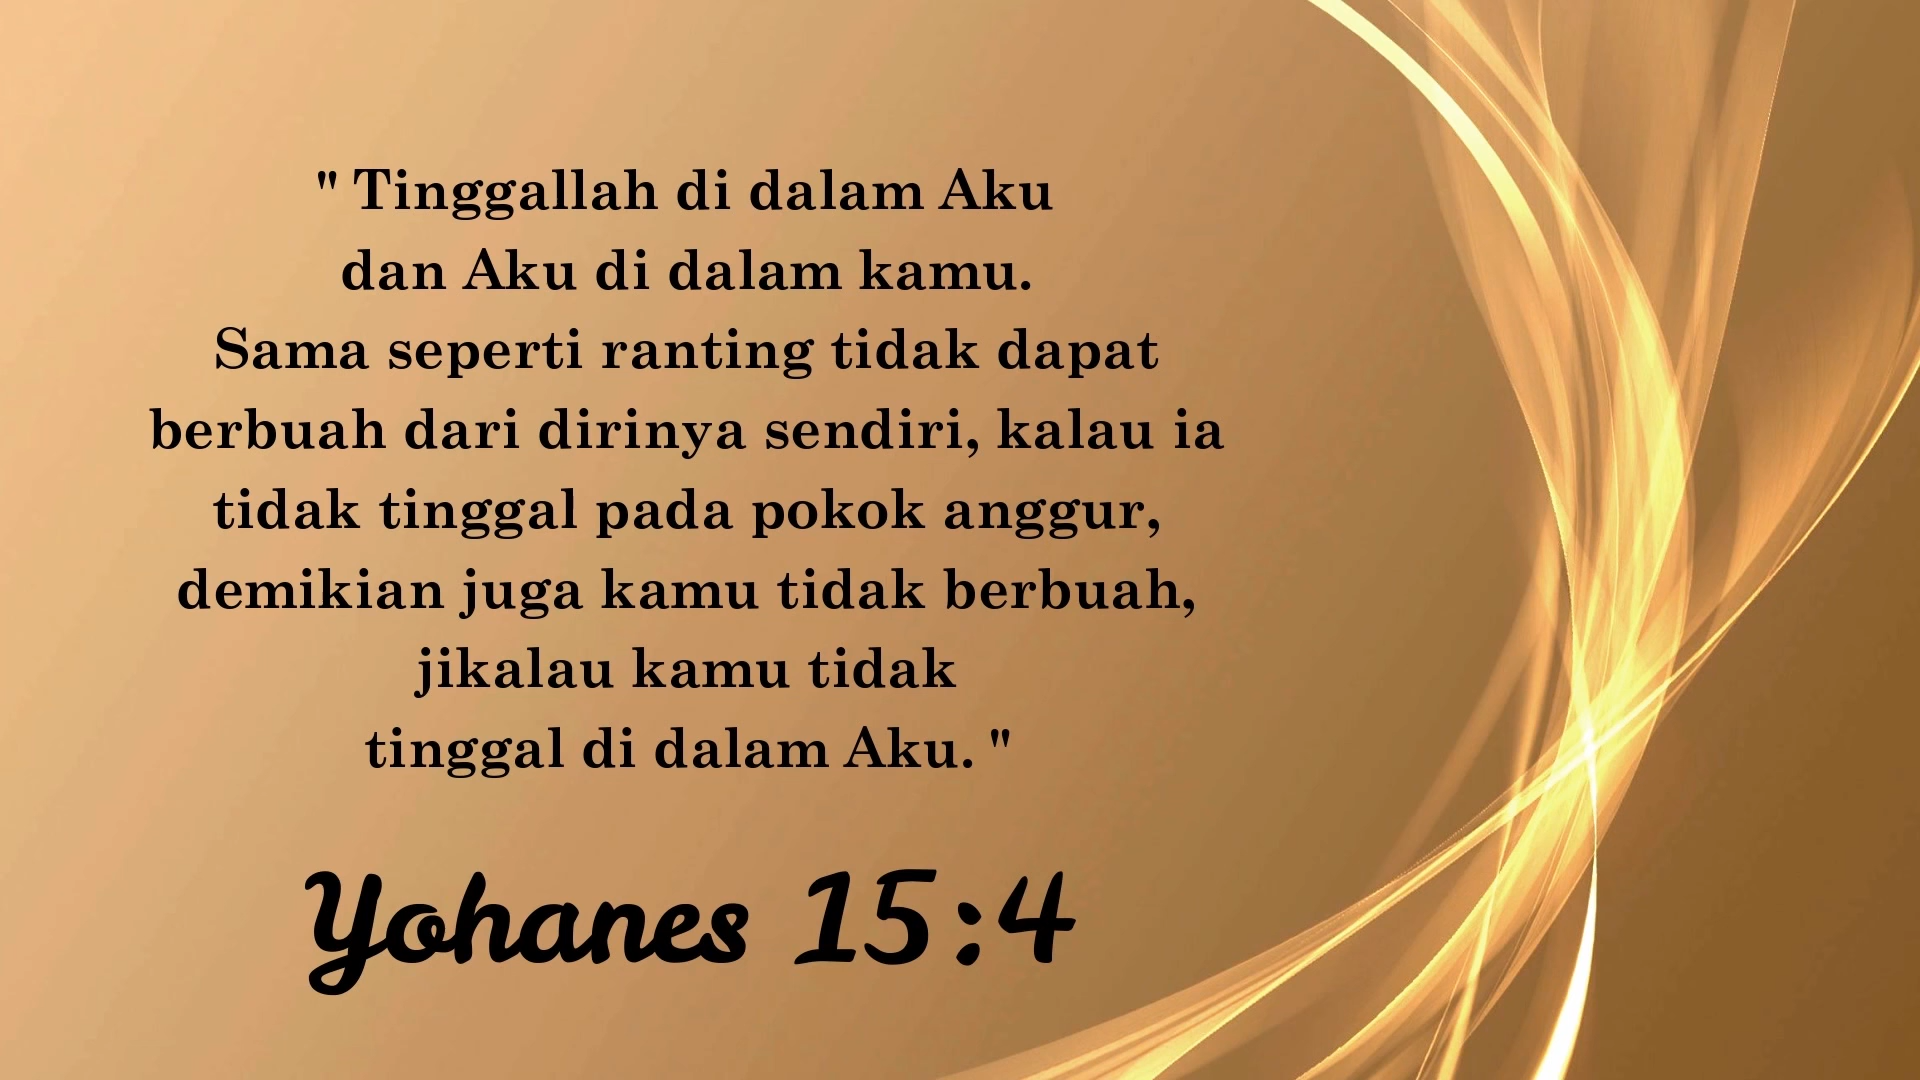 " Tinggallah di dalam Aku
dan Aku di dalam kamu.
Sama seperti ranting tidak dapat
berbuah dari dirinya sendiri, kalau ia
tidak tinggal pada pokok anggur,
demikian juga kamu tidak berbuah,
jikalau kamu tidak
tinggal di dalam Aku. "
Yohanes 15:4